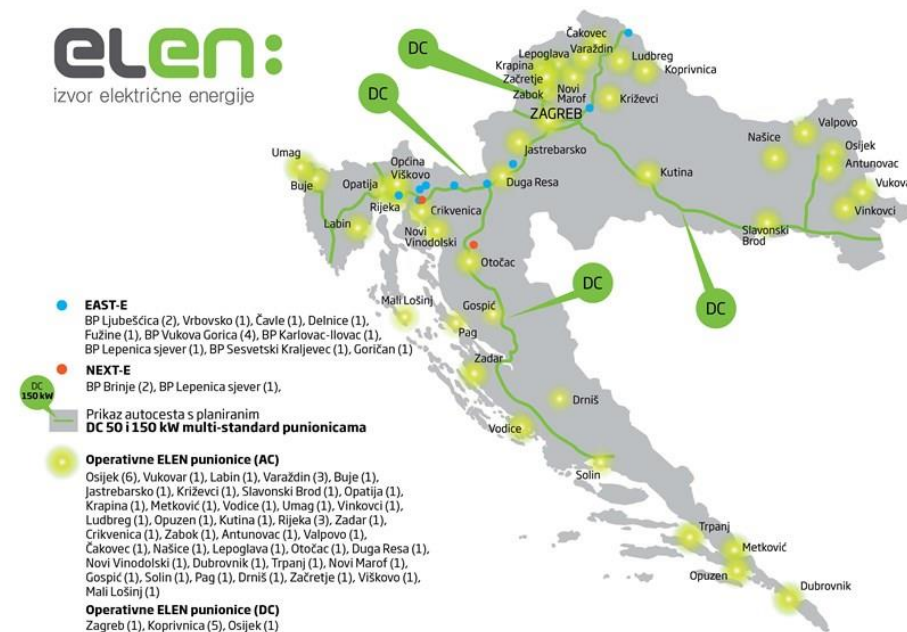 elen:
izvor električne energije
DC
DC
Čakovec
Lepoglava
Varaždin
Ludbreg
Krapina
Koprivnica
Začretje
Novi
Marof
Zabok
Križevci
ZAGREB
Valpovo
Našice
Osijek
Jastrebarsko
Antunovac
Umag
Općina
Viškovo
Kutina
Buje
Opatija
Duga Resa
Vukova
Rijeka
Crikvenica
Vinkovci
Labin
Novi
Vinodolski
Slavonski
Brod
Otočac
DC
DC
Mali Lošinj
Gospić
Pag
Zadar
Drniš
Vodice
Solin
Trpanj
Metković
Opuzen
Dubrovnik
EAST-E
BP Ljubešćica (2), Vrbovsko (1), Čavle (1), Delnice (1),
Fužine (1), BP Vukova Gorica (4), BP Karlovac-Ilovac (1),
BP Lepenica sjever (1), BP Sesvetski Kraljevec (1), Goričan (1)
NEXT-E
BP Brinje (2), BP Lepenica sjever (1),
DC
150 kW
Prikaz autocesta s planiranim
DC 50 i 150 kW multi-standard punionicama
Operativne ELEN punionice (AC)
Osijek (6), Vukovar (1), Labin (1), Varaždin (3), Buje (1),
Jastrebarsko (1), Križevci (1), Slavonski Brod (1), Opatija (1),
Krapina (1), Metković (1), Vodice (1), Umag (1), Vinkovci (1),
Ludbreg (1), Opuzen (1), Kutina (1), Rijeka (3), Zadar (1),
Crikvenica (1), Zabok (1), Antunovac (1), Valpovo (1),
Čakovec (1), Našice (1), Lepoglava (1), Otočac (1), Duga Resa (1),
Novi Vinodolski (1), Dubrovnik (1), Trpanj (1), Novi Marof (1),
Gospić (1), Solin (1), Pag (1), Drniš (1), Začretje (1), Viškovo (1),
Mali Lošinj (1)
Operativne ELEN punionice (DC)
Zagreb (1), Koprivnica (5), Osijek (1)